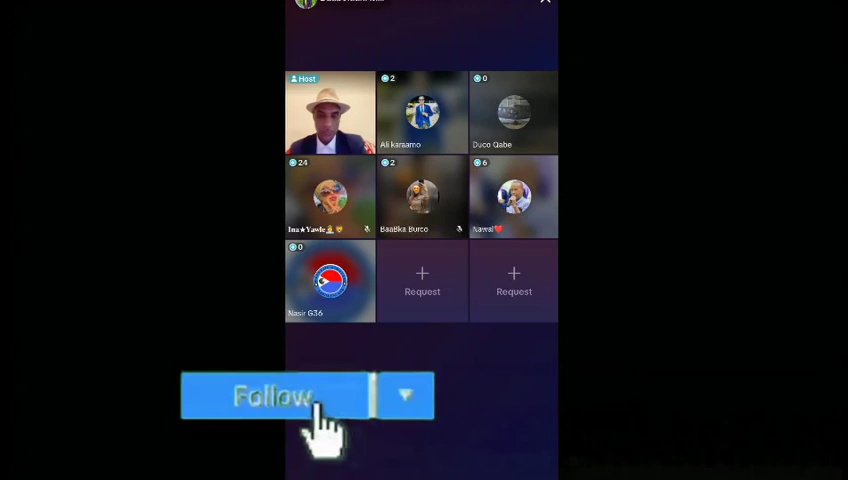 Host
2
0
Ali karaamo
Duco Qabe
24
2
6
Ina★Yawle
BaaBka Burco
Nawal❤️
0
Nasir G36
Request
Request
Follow